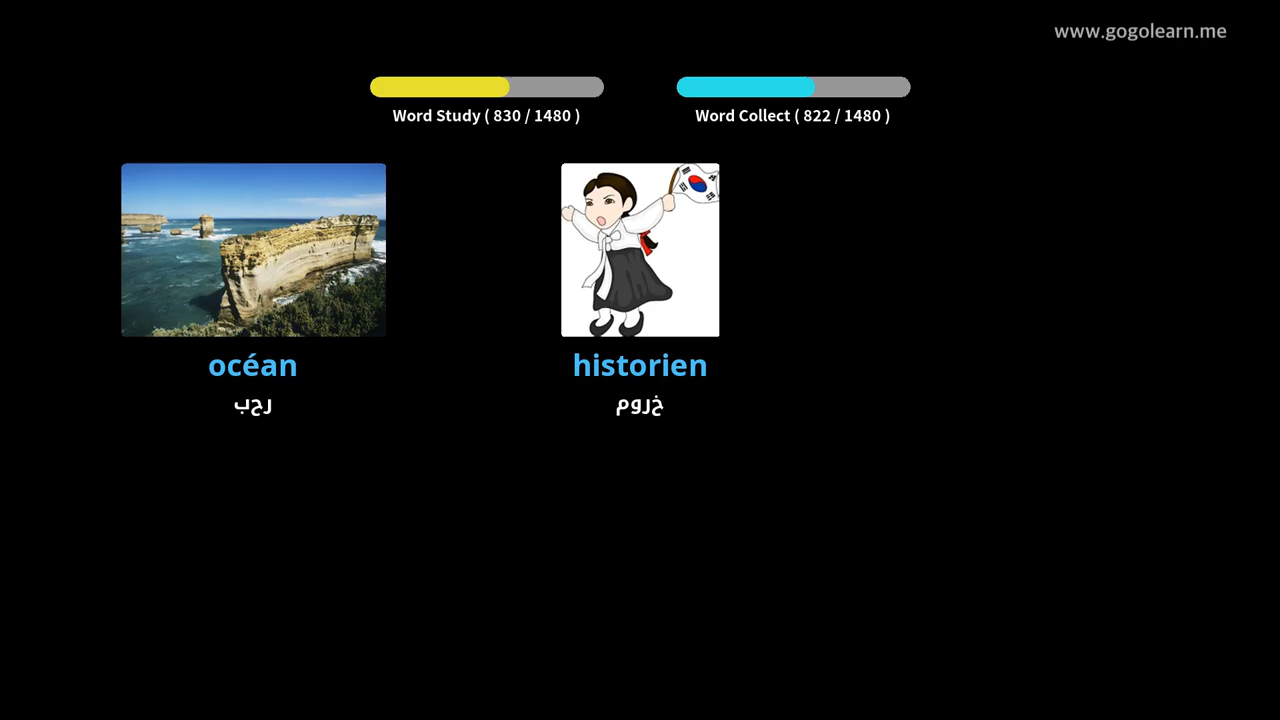 www.gogolearn.me
Word Study ( 830 / 1480 )
Word Collect ( 822 / 1480 )
océan
رحب
historien
خروم